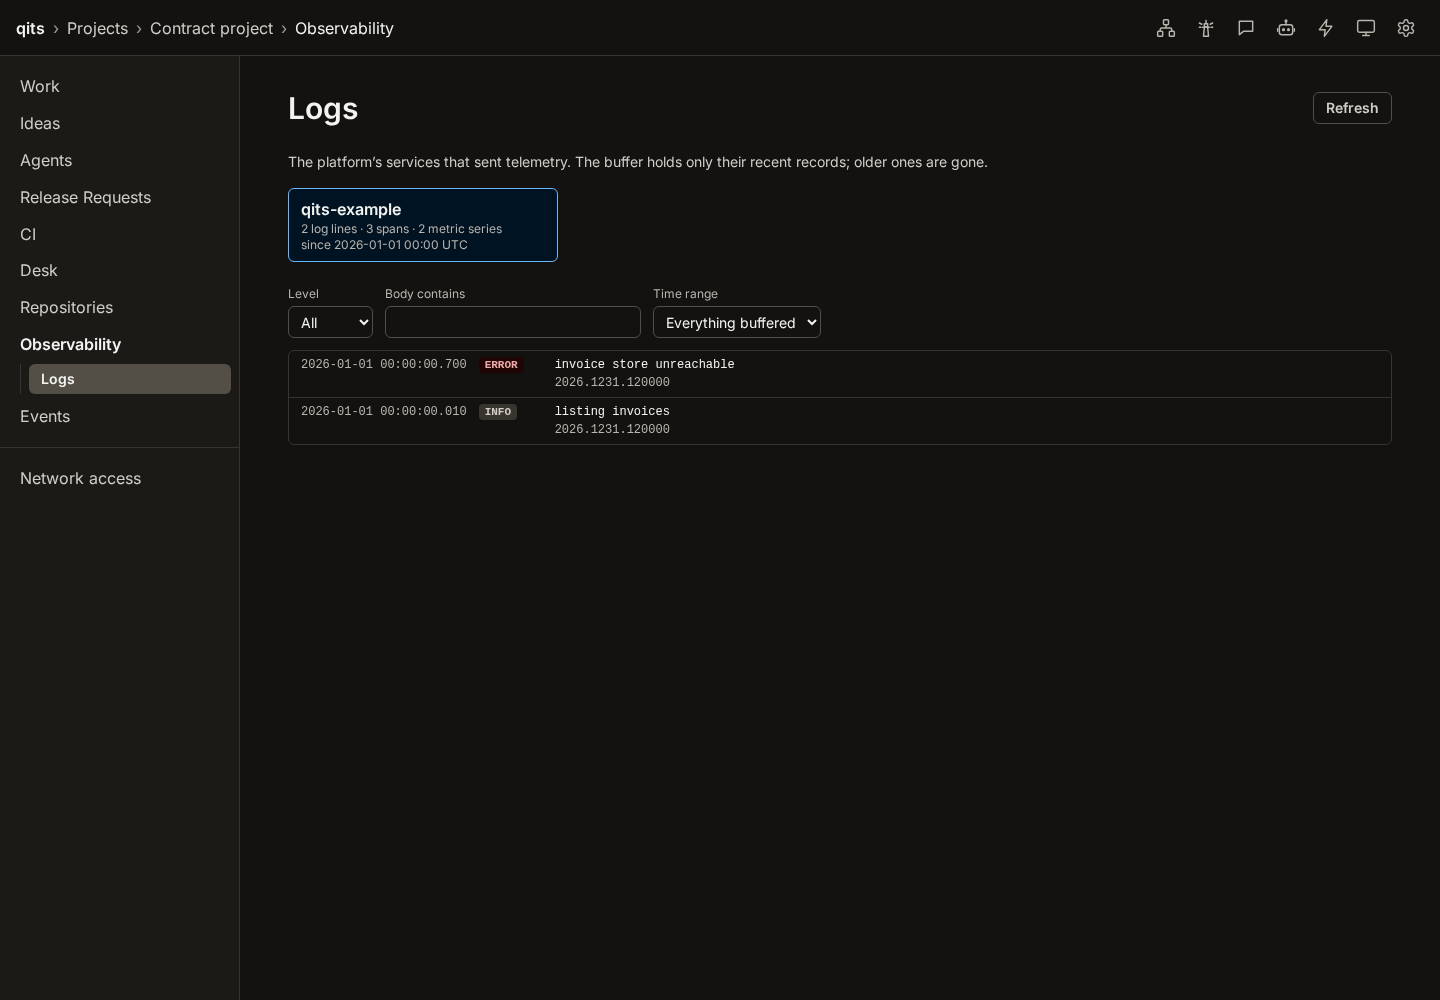 qits › Projects › Contract project › Observability
Work
Ideas
Agents
Release Requests
CI
Desk
Repositories
Observability
Logs
Events
Network access
Logs
Refresh
The platform’s services that sent telemetry. The buffer holds only their recent records; older ones are gone.
qits-example
2 log lines · 3 spans · 2 metric series
since 2026-01-01 00:00 UTC
Level Body contains Time range
All Everything buffered
2026-01-01 00:00:00.700 ERROR invoice store unreachable
2026.1231.120000
2026-01-01 00:00:00.010 INFO listing invoices
2026.1231.120000